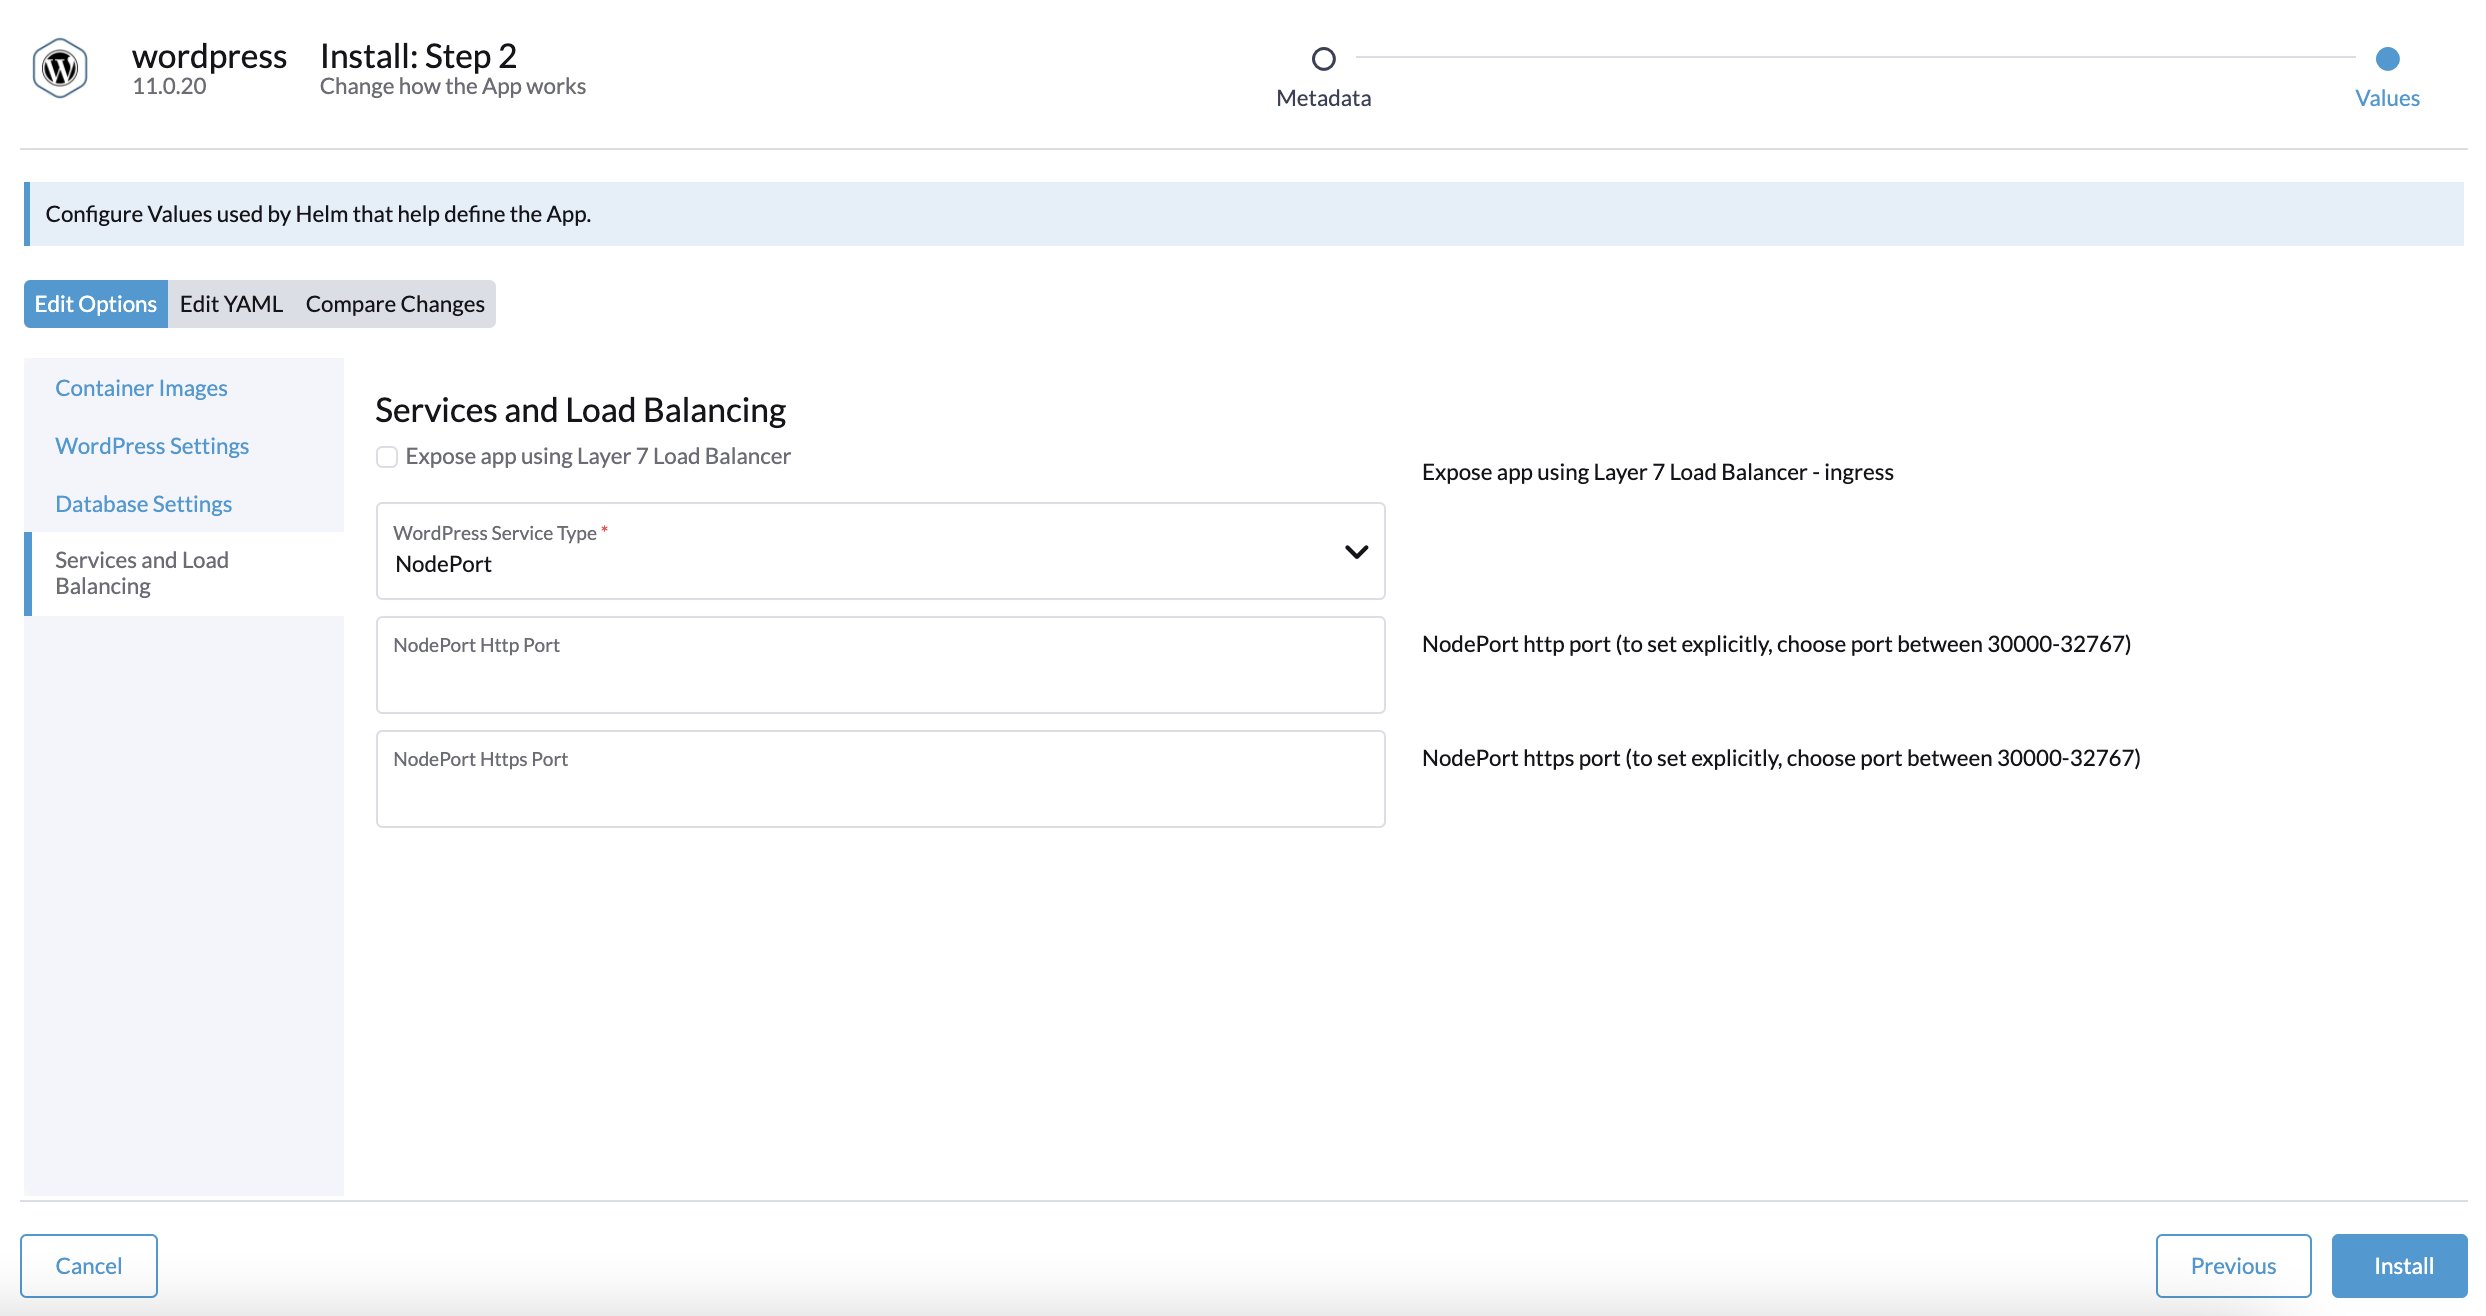 wordpress
11.0.20
Install: Step 2
Change how the App works
Metadata
Values
Configure Values used by Helm that help define the App.
Edit Options
Edit YAML
Compare Changes
Container Images
WordPress Settings
Database Settings
Services and Load
Balancing
Services and Load Balancing
Expose app using Layer 7 Load Balancer
Expose app using Layer 7 Load Balancer - ingress
WordPress Service Type *
NodePort
NodePort Http Port
NodePort http port (to set explicitly, choose port between 30000-32767)
NodePort Https Port
NodePort https port (to set explicitly, choose port between 30000-32767)
Cancel
Previous
Install